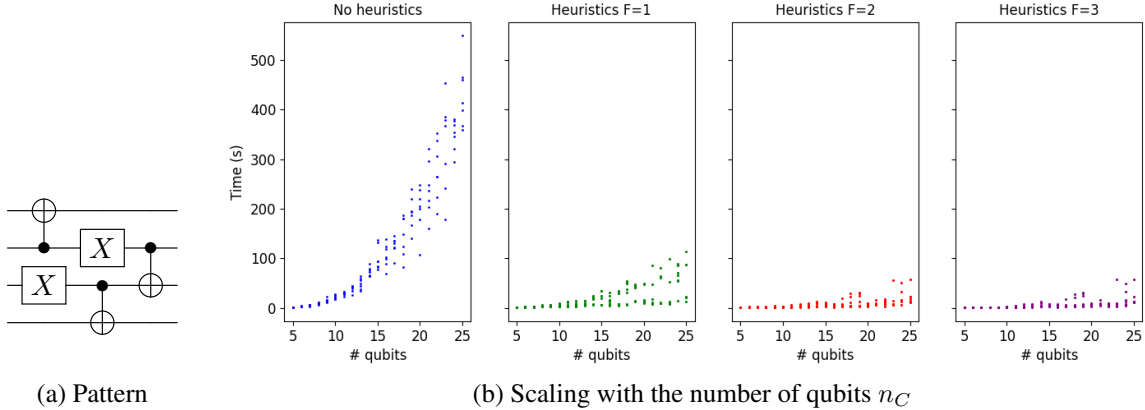 No heuristics
Heuristics F=1
Heuristics F=2
Heuristics F=3
Time (s)
500
400
300
200
100
0
5 10 15 20 25
5 10 15 20 25
5 10 15 20 25
5 10 15 20 25
# qubits
# qubits
# qubits
# qubits
X
X
(a) Pattern
(b) Scaling with the number of qubits n_C